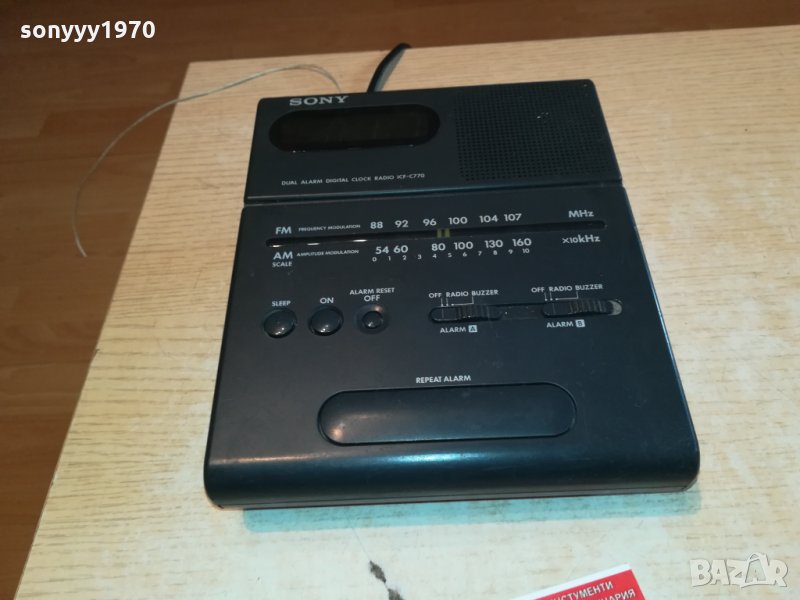 sonyyy1970
SONY
DUAL ALARM DIGITAL CLOCK RADIO ICF-C770
FM FREQUENCY MODULATION 88 92 96 100 104 107 MHz
AM AMPLITUDE MODULATION 54 60 80 100 130 160 ×10kHz
SCALE 0 1 2 3 4 5 6 7 8 9 10
SLEEP ON ALARM RESET OFF
OFF RADIO BUZZER OFF RADIO BUZZER
ALARM A ALARM B
REPEAT ALARM
BAZAR